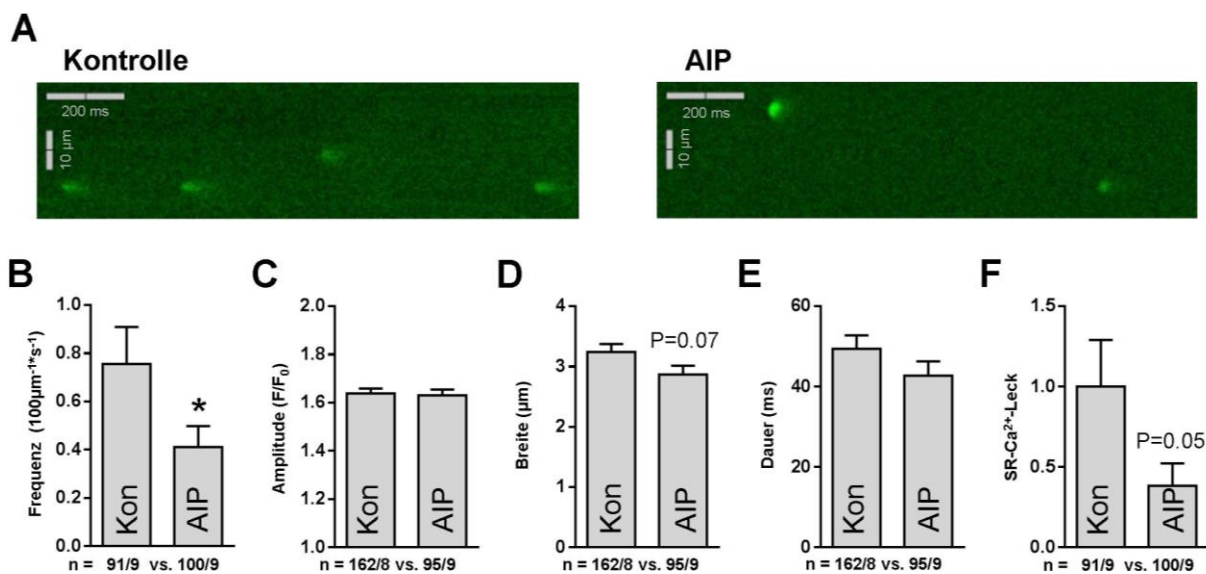 A
Kontrolle
200 ms
10 µm
AIP
200 ms
10 µm
B
Frequenz (100µm⁻¹*s⁻¹)
1.0
0.8
0.6
0.4
0.2
0.0
*
Kon
AIP
n = 91/9 vs. 100/9
C
Amplitude (F/F₀)
2.0
1.8
1.6
1.4
1.2
1.0
Kon
AIP
n = 162/8 vs. 95/9
D
Breite (µm)
4
3
2
1
0
P=0.07
Kon
AIP
n = 162/8 vs. 95/9
E
Dauer (ms)
60
40
20
0
Kon
AIP
n = 162/8 vs. 95/9
F
SR-Ca²⁺-Leck
1.5
1.0
0.5
0.0
P=0.05
Kon
AIP
n = 91/9 vs. 100/9